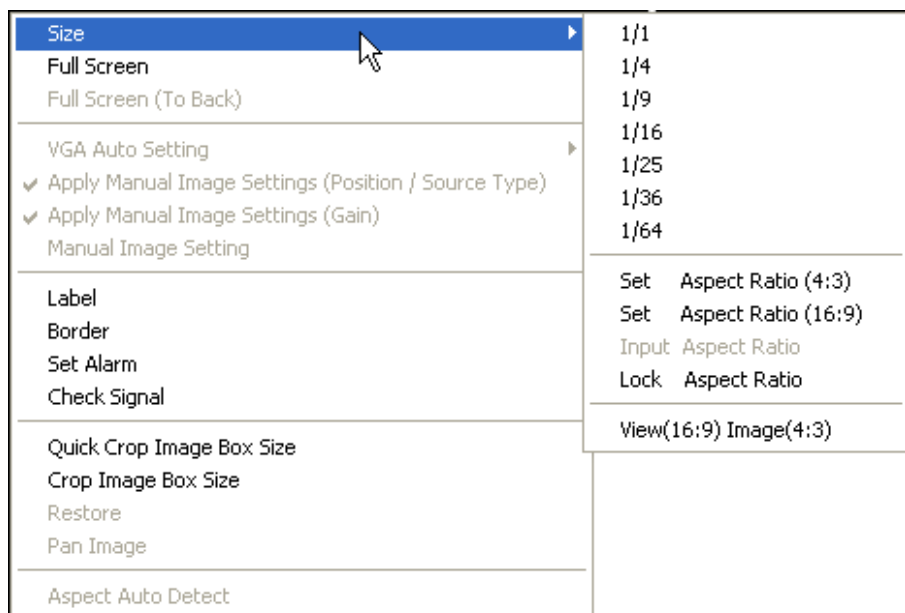 Size
Full Screen
Full Screen (To Back)
VGA Auto Setting
Apply Manual Image Settings (Position / Source Type)
Apply Manual Image Settings (Gain)
Manual Image Setting
Label
Border
Set Alarm
Check Signal
Quick Crop Image Box Size
Crop Image Box Size
Restore
Pan Image
Aspect Auto Detect
1/1
1/4
1/9
1/16
1/25
1/36
1/64
Set Aspect Ratio (4:3)
Set Aspect Ratio (16:9)
Input Aspect Ratio
Lock Aspect Ratio
View(16:9) Image(4:3)